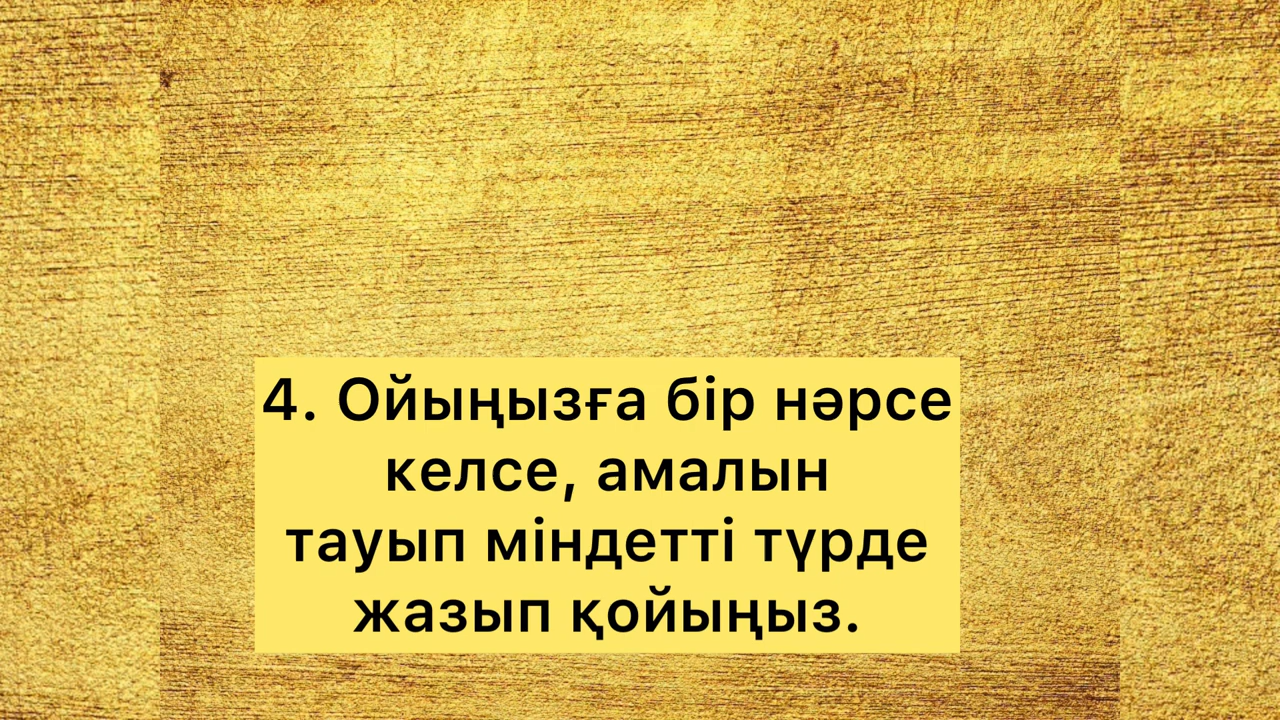 4. Ойыңызға бір нәрсе
келсе, амалын
тауып міндетті түрде
жазып қойыңыз.